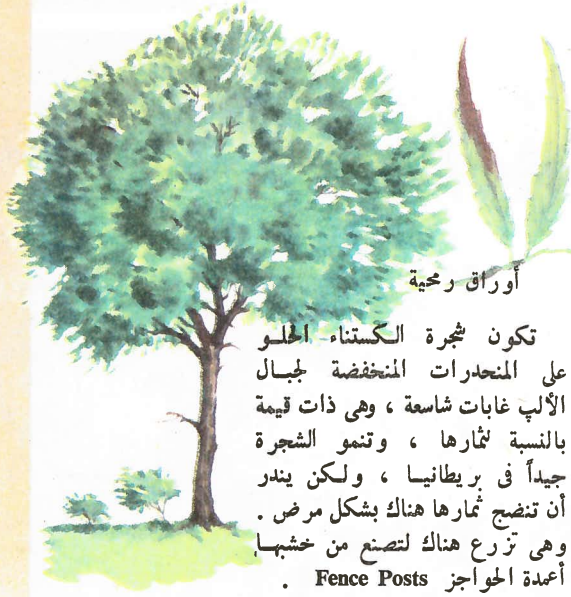 أوراق رمحية
تكون شجرة الكستناء الحلو
على المنحدرات المنخفضة لجبال
الألپ غابات شاسعة ، وهى ذات قيمة
بالنسبة لثمارها ، وتنمو الشجرة
جيداً فى بريطانيا ، ولكن يندر
أن تنضج ثمارها هناك بشكل مرض .
وهى تزرع هناك لتصنع من خشبها
أعمدة الحواجز Fence Posts .